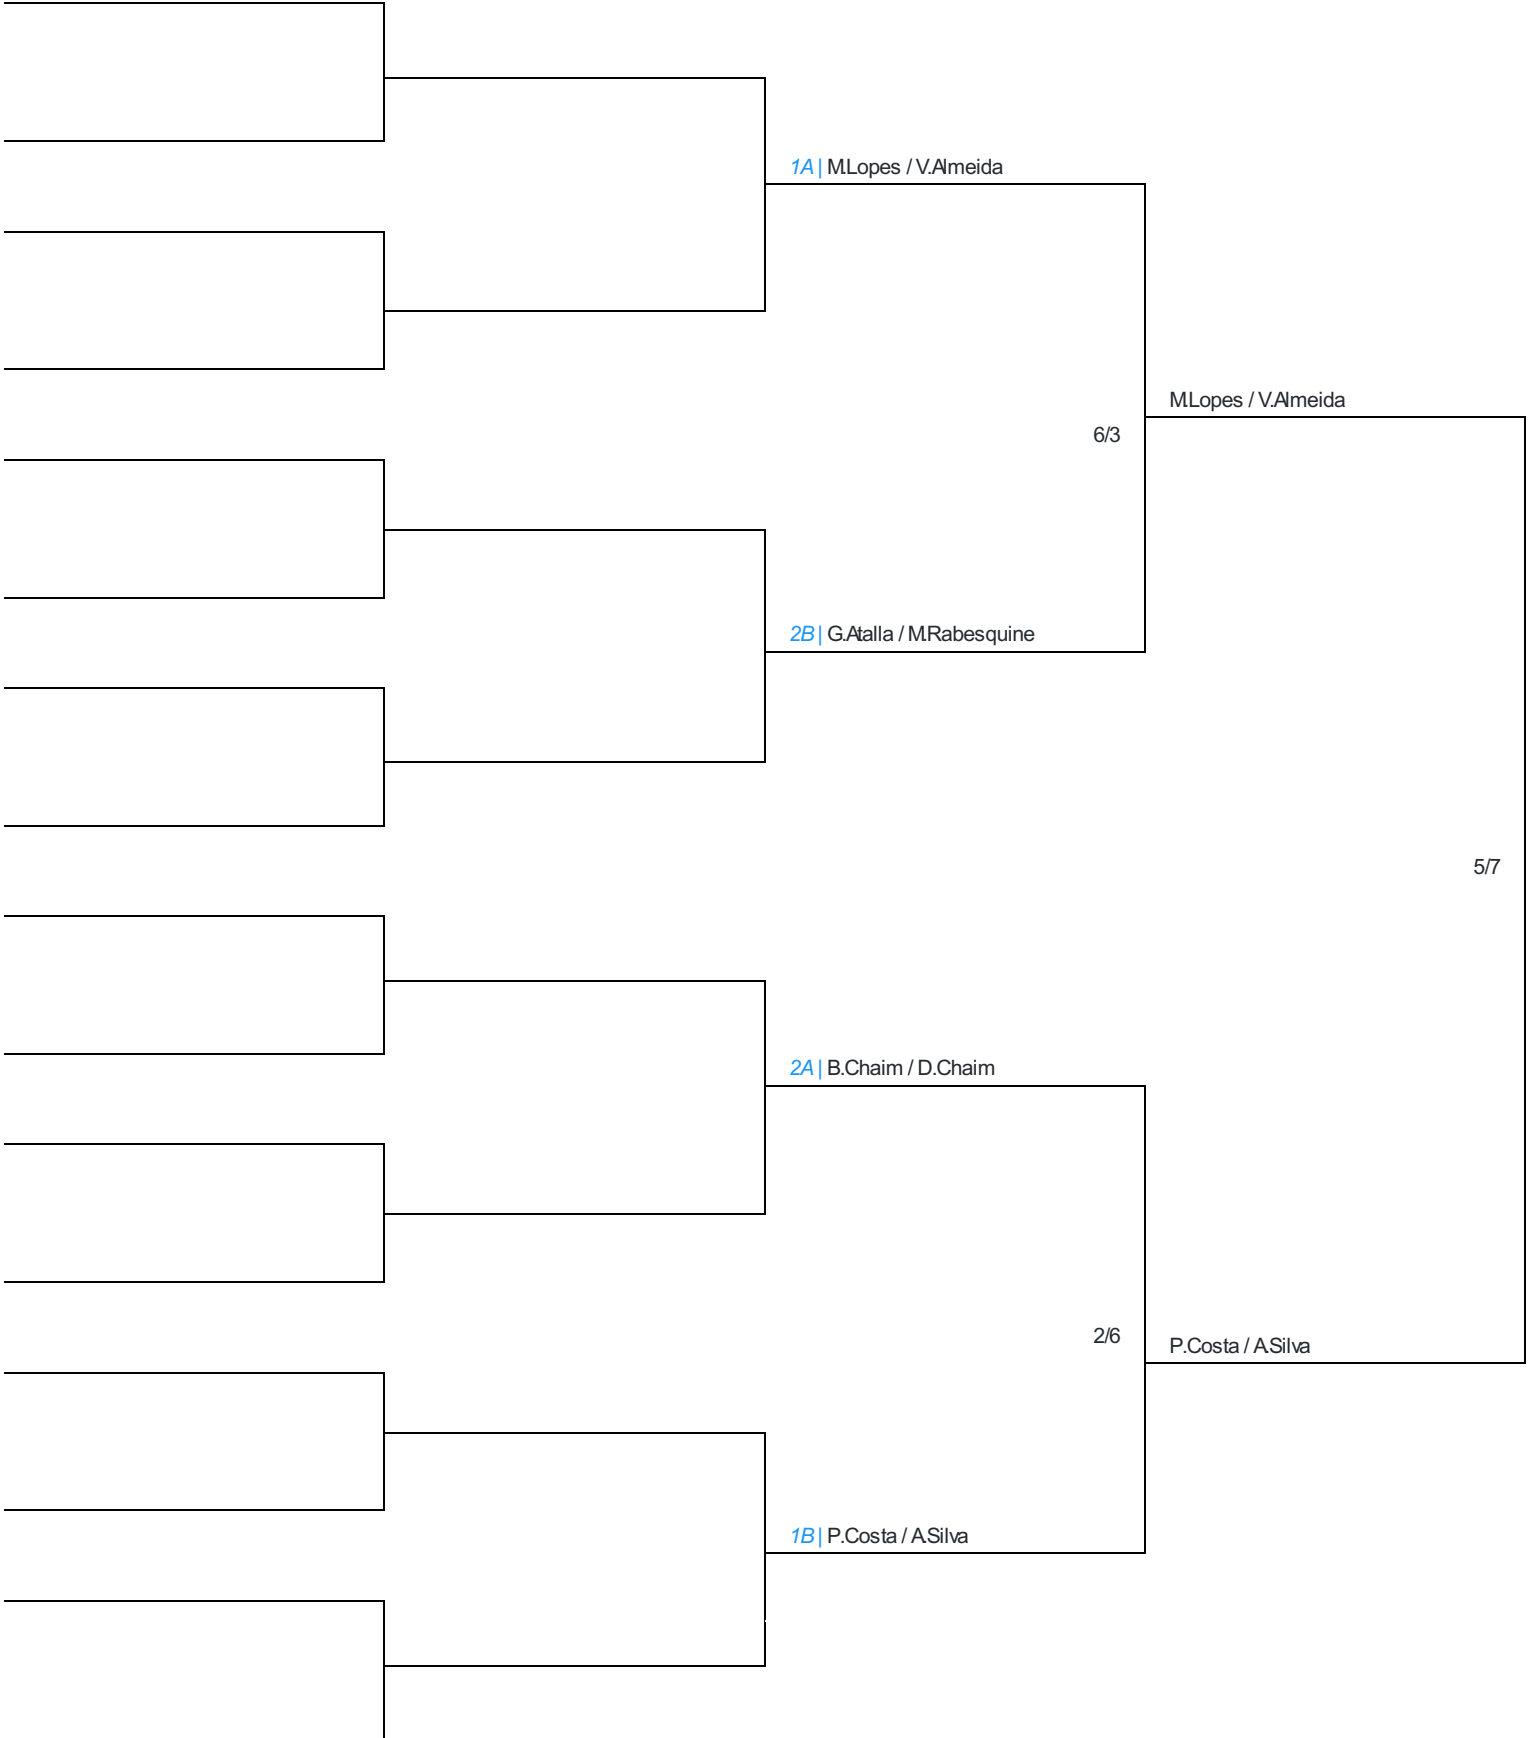 1A | M.Lopes / V.Almeida
M.Lopes / V.Almeida
6/3
2B | G.Atalla / M.Rabesquine
5/7
2A | B.Chaim / D.Chaim
2/6
P.Costa / A.Silva
1B | P.Costa / A.Silva